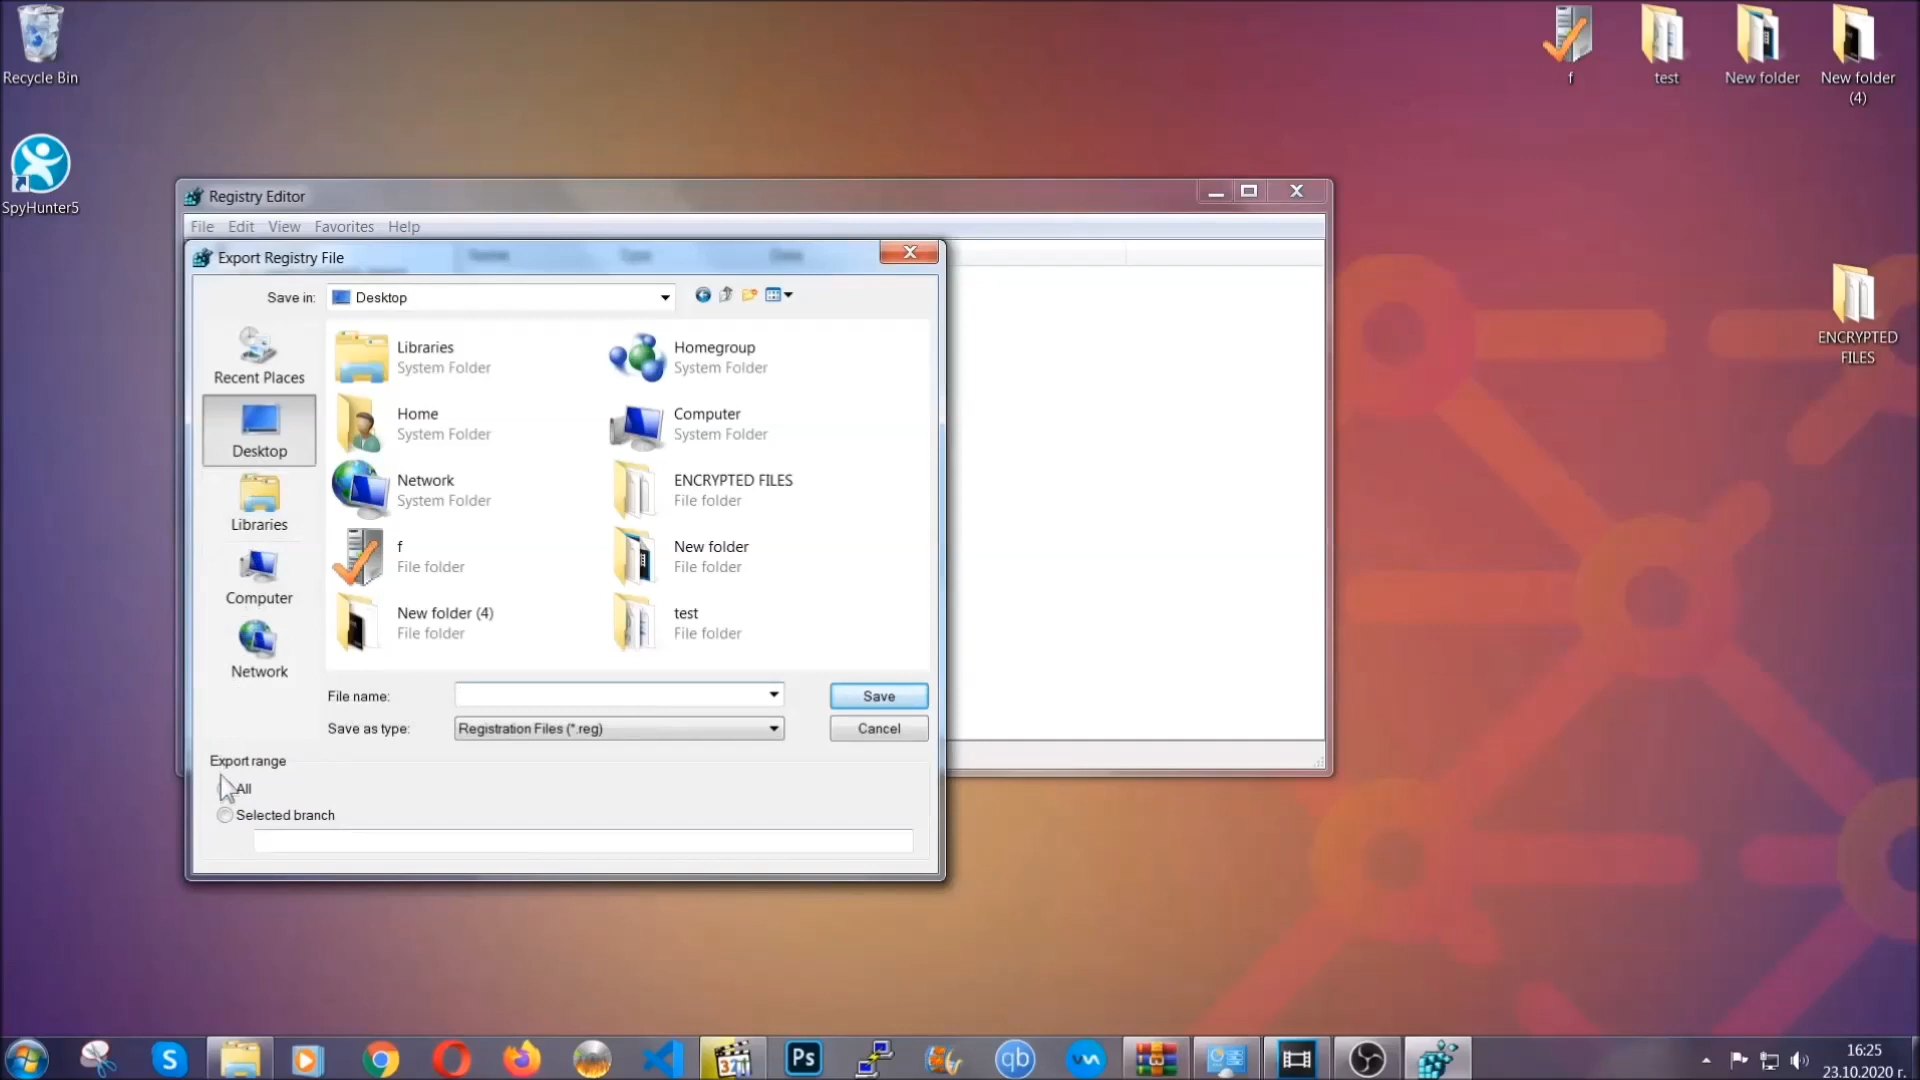 Recycle Bin
SpyHunter5
f
test
New folder
New folder
(4)
ENCRYPTED
FILES
Registry Editor
File Edit View Favorites Help
Export Registry File
Save in:
Desktop
Recent Places
Desktop
Libraries
Computer
Network
Libraries
System Folder
Homegroup
System Folder
Home
System Folder
Computer
System Folder
Network
System Folder
ENCRYPTED FILES
File folder
f
File folder
New folder
File folder
New folder (4)
File folder
test
File folder
File name:
Save
Save as type:
Registration Files (*.reg)
Cancel
Export range
All
Selected branch
S
321
Ps
qb
16:25
23.10.2020 г.